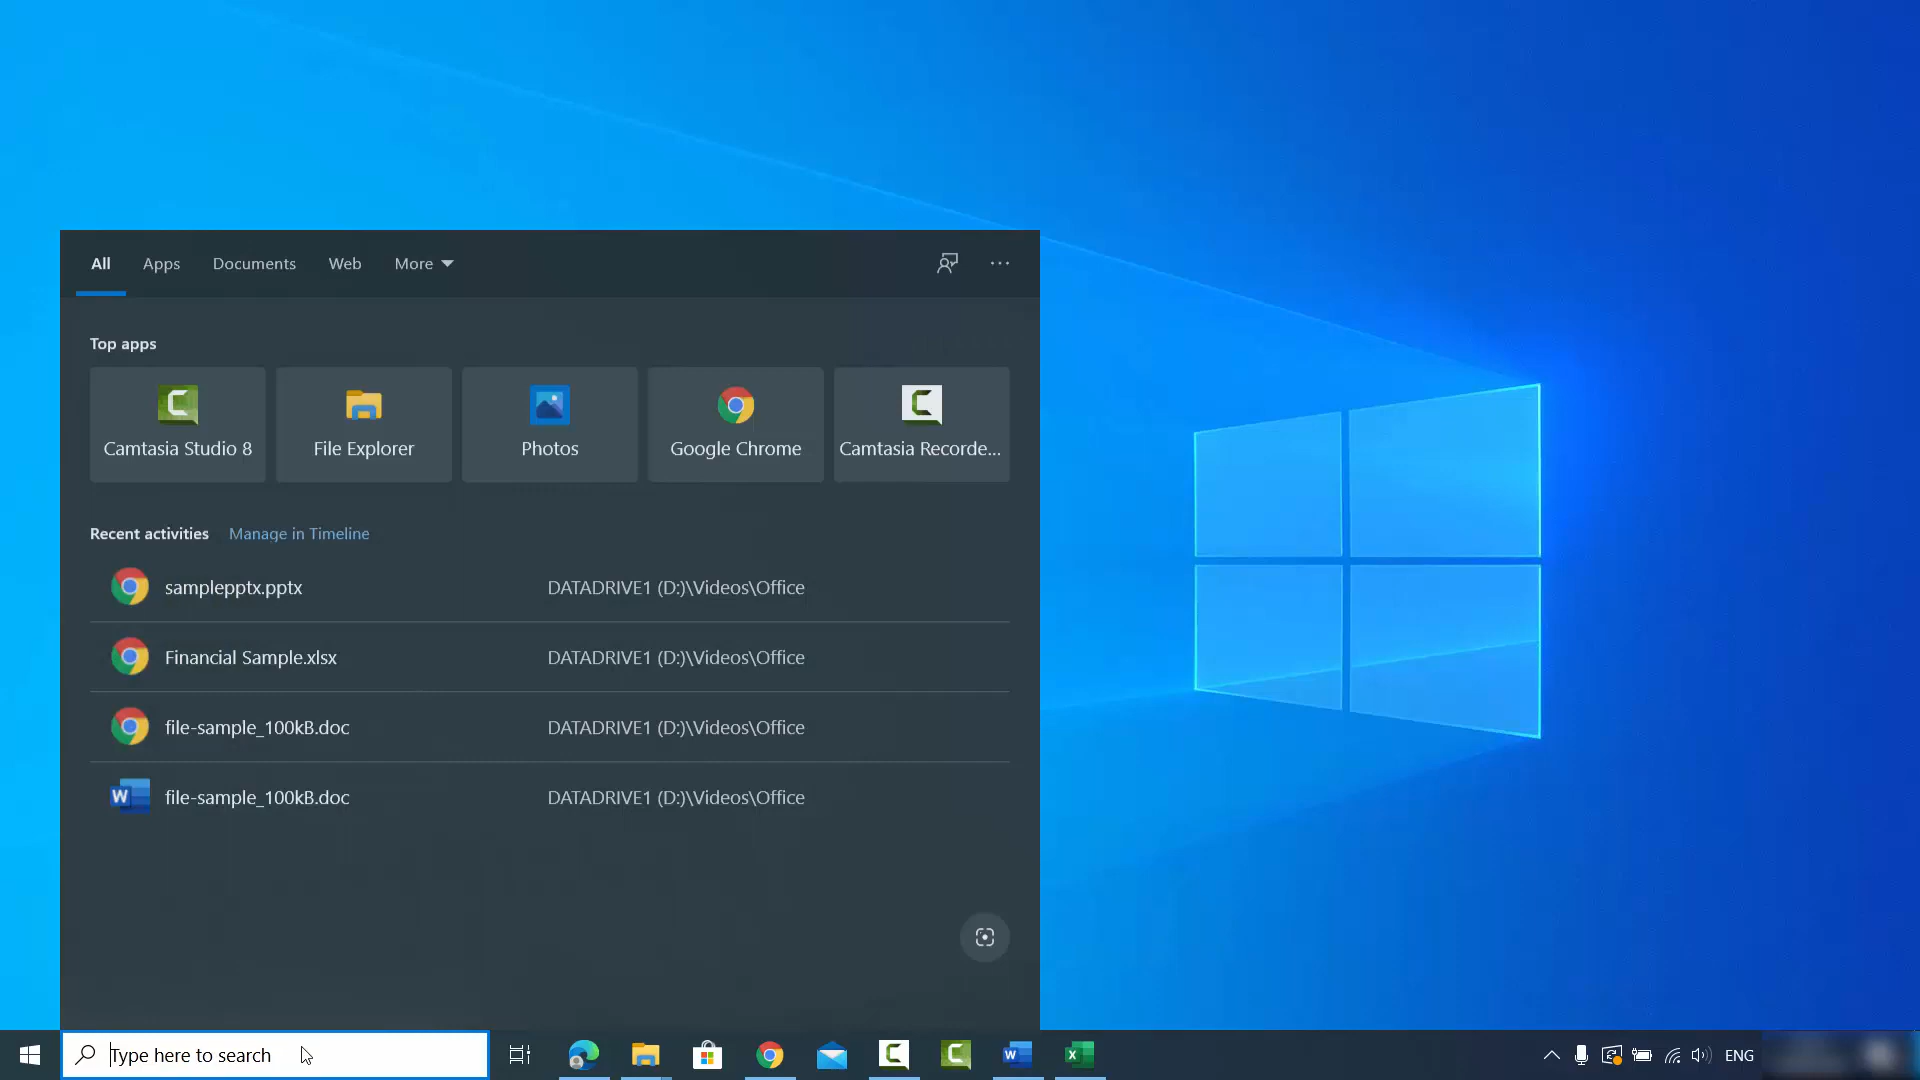 All Apps Documents Web More
Top apps
Camtasia Studio 8 File Explorer Photos Google Chrome Camtasia Recorde...
Recent activities Manage in Timeline
samplepptx.pptx DATADRIVE1 (D:)\Videos\Office
Financial Sample.xlsx DATADRIVE1 (D:)\Videos\Office
file-sample_100kB.doc DATADRIVE1 (D:)\Videos\Office
file-sample_100kB.doc DATADRIVE1 (D:)\Videos\Office
Type here to search ENG